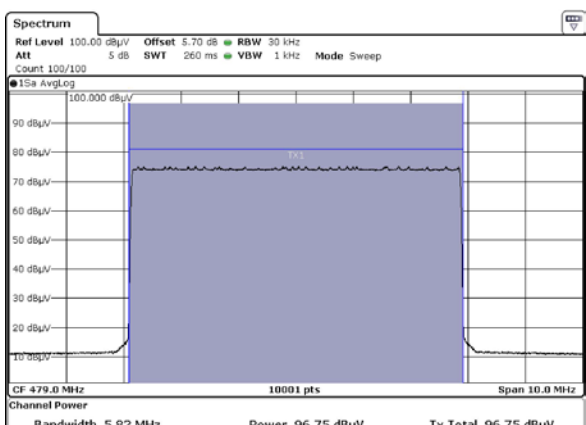 Spectrum
Ref Level 100.00 dBµV Offset 5.70 dB RBW 30 kHz
Att 5 dB SWT 260 ms VBW 1 kHz Mode Sweep
Count 100/100
1Sa AvgLog
100.000 dBµV
90 dBµV
80 dBµV
TX1
70 dBµV
60 dBµV
50 dBµV
40 dBµV
30 dBµV
20 dBµV
10 dBµV
CF 479.0 MHz 10001 pts Span 10.0 MHz
Channel Power
Bandwidth 5.82 MHz Power 96.75 dBµV Tx Total 96.75 dBµV